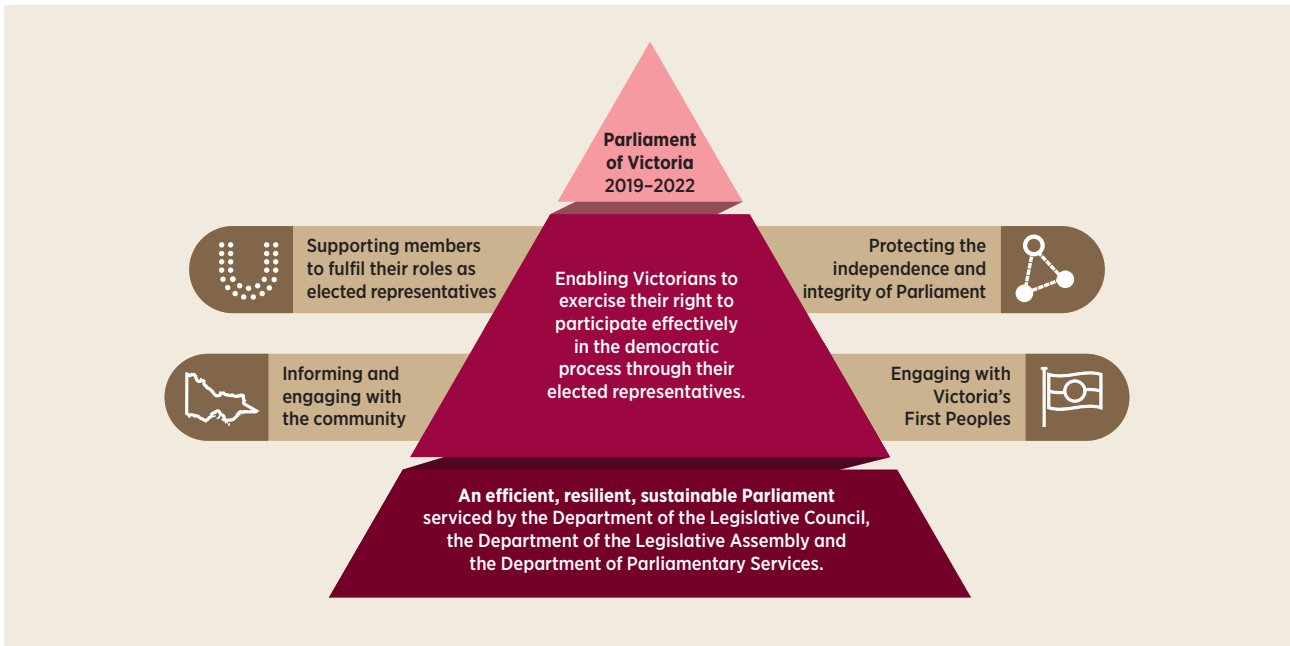 Parliament
of Victoria
2019–2022
Supporting members
to fulfil their roles as
elected representatives
Protecting the
independence and
integrity of Parliament
Enabling Victorians to
exercise their right to
participate effectively
in the democratic
process through their
elected representatives.
Informing and
engaging with
the community
Engaging with
Victoria’s
First Peoples
An efficient, resilient, sustainable Parliament
serviced by the Department of the Legislative Council,
the Department of the Legislative Assembly and
the Department of Parliamentary Services.